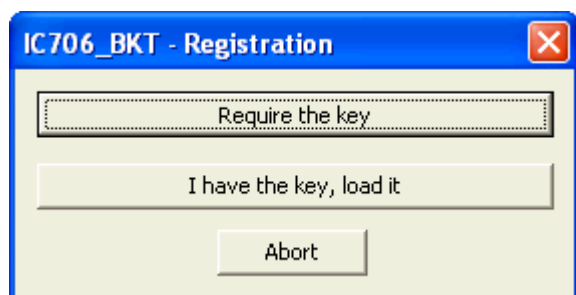 IC706_BKT - Registration
Require the key
I have the key, load it
Abort